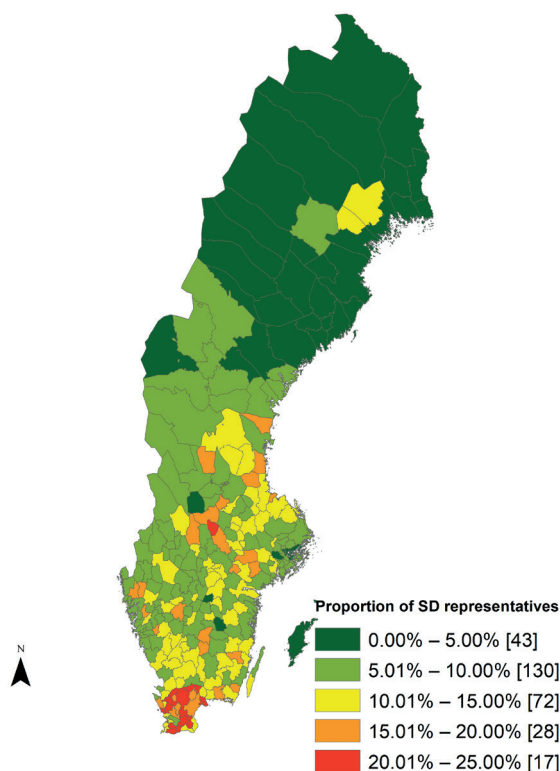 Proportion of SD representatives
0.00% – 5.00% [43]
5.01% – 10.00% [130]
10.01% – 15.00% [72]
15.01% – 20.00% [28]
20.01% – 25.00% [17]
N